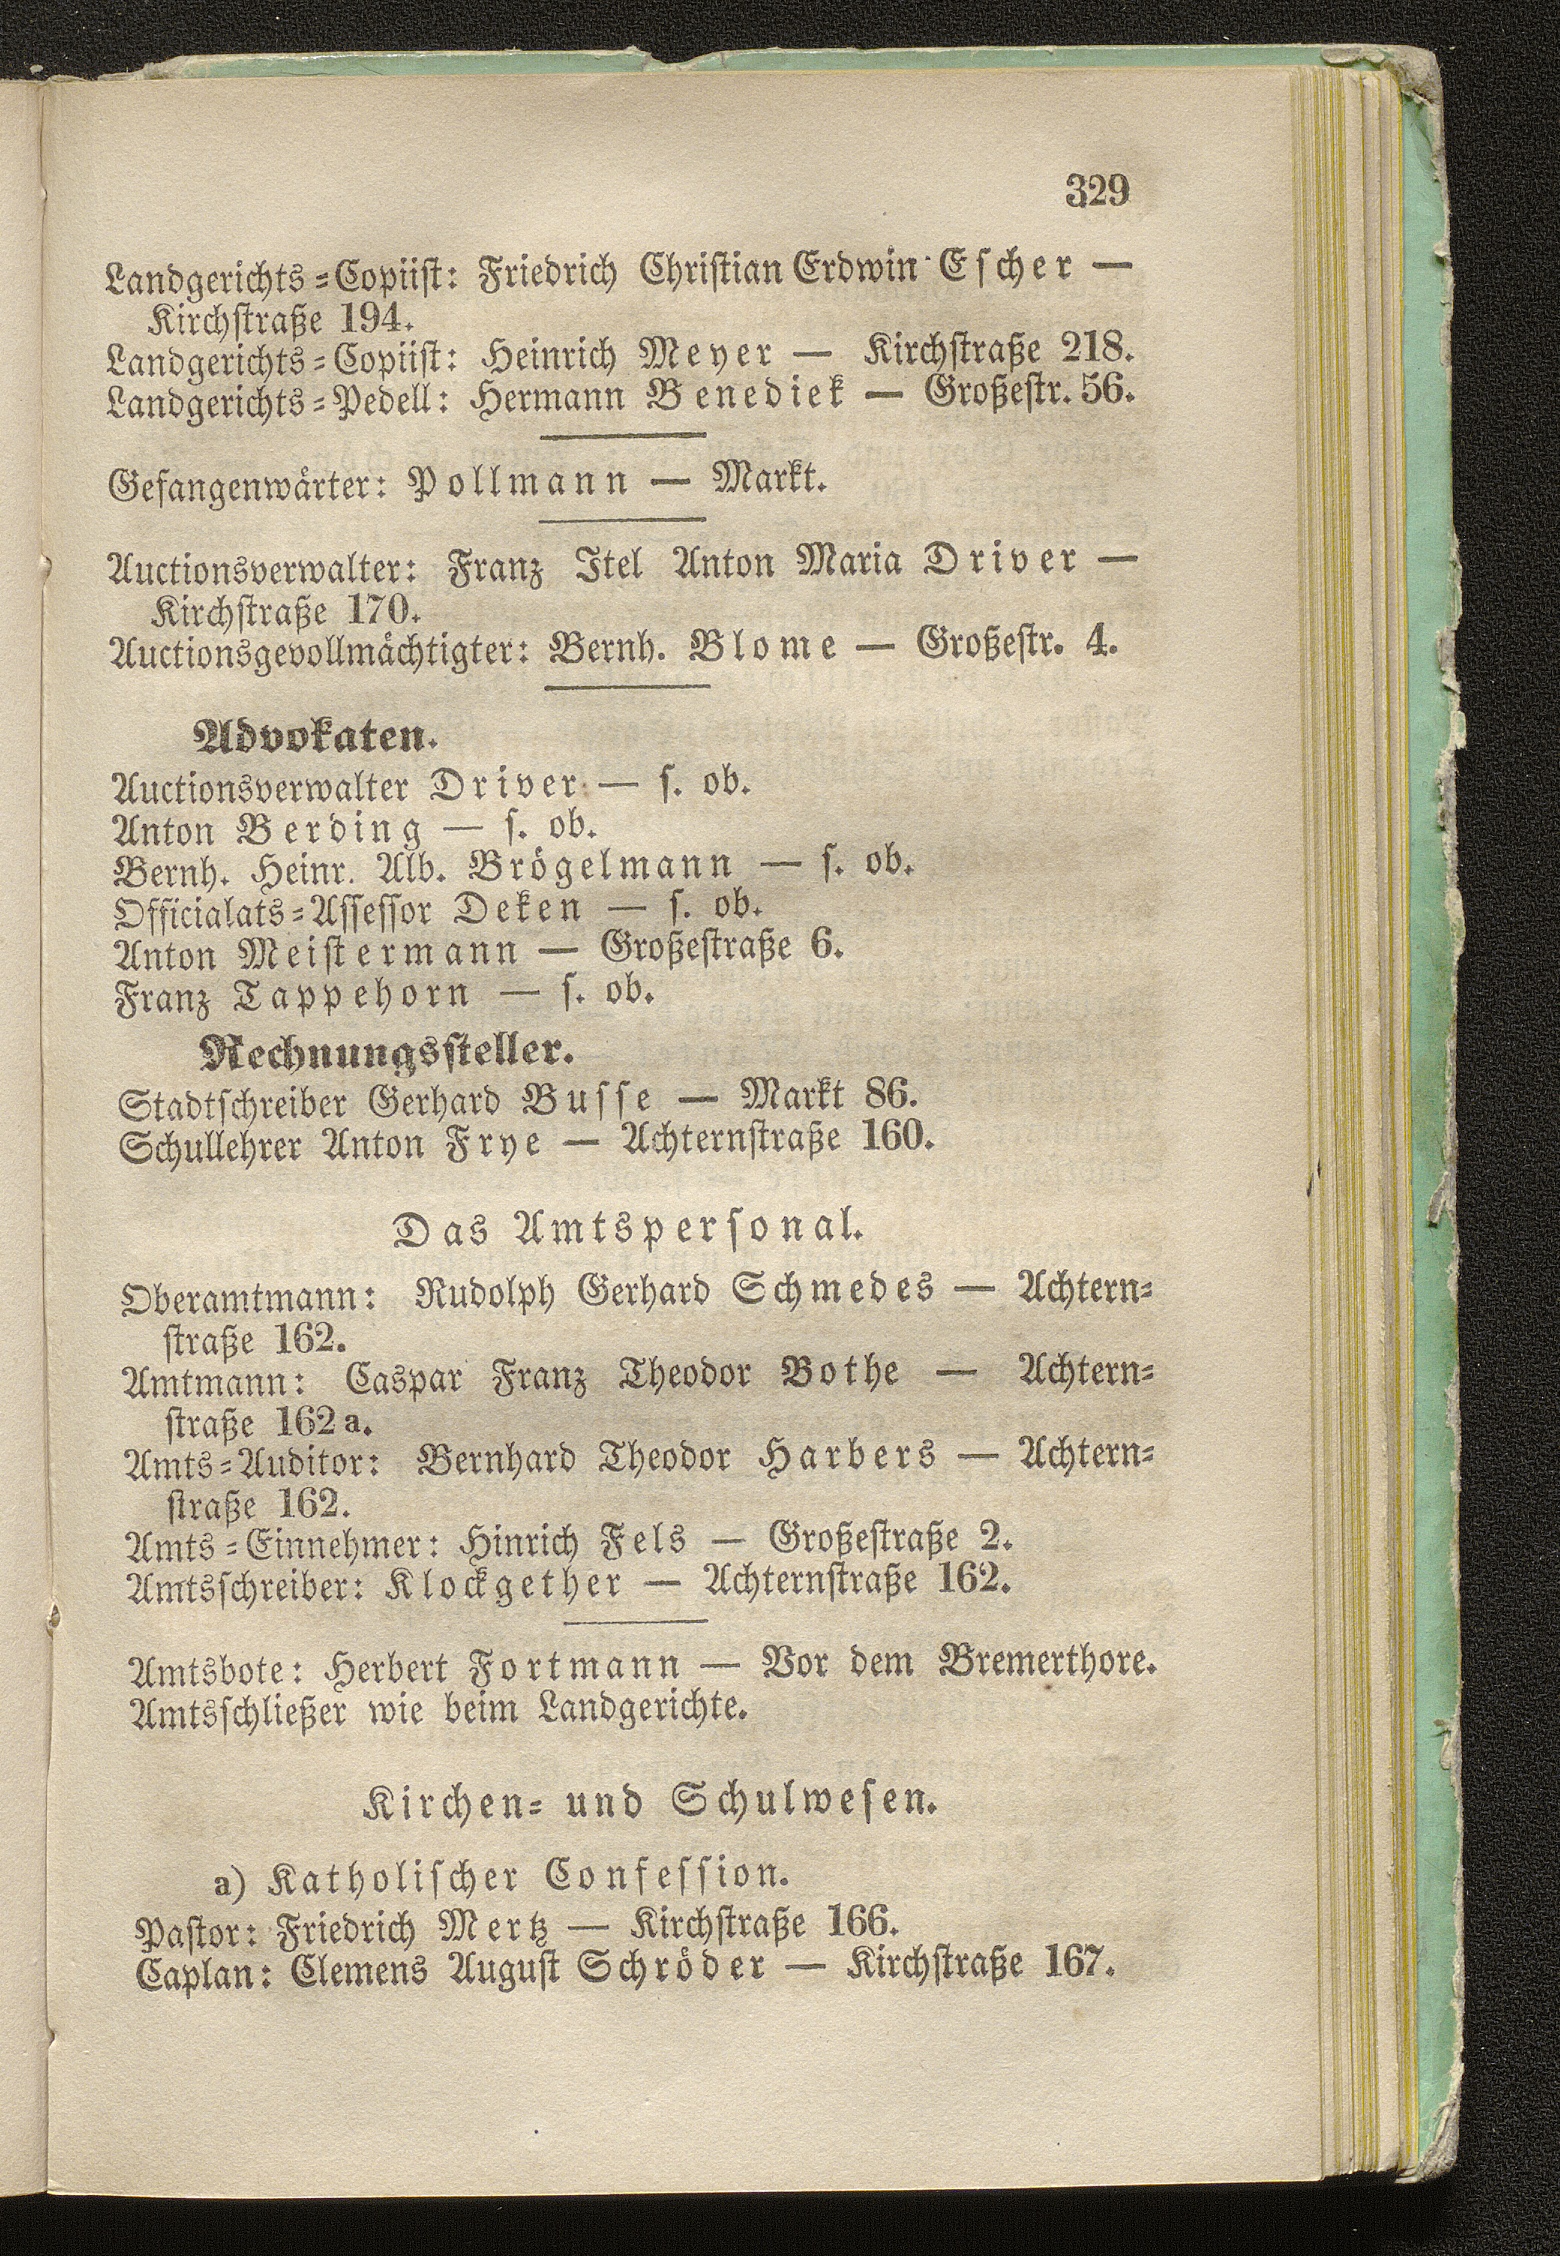 329
Landgerichts-Copiist: Friedrich Christian Erdwin Escher —
Kirchstraße 194.
Landgerichts-Copiist: Heinrich Meyer — Kirchstraße 218.
Landgerichts-Pedell: Hermann Benediek — Großestr. 56.
Gefangenwärter: Pollmann — Markt.
Auctionsverwalter: Franz Itel Anton Maria Driver —
Kirchstraße 170.
Auctionsgevollmächtigter: Bernh. Blome — Großestr. 4.
Advokaten.
Auctionsverwalter Driver — s. ob.
Anton Berding — s. ob.
Bernh. Heinr. Alb. Brögelmann — s. ob.
Officialats-Assessor Deken — s. ob.
Anton Meistermann — Großestraße 6.
Franz Tappehorn — s. ob.
Rechnungssteller.
Stadtschreiber Gerhard Busse — Markt 86.
Schullehrer Anton Frye — Achternstraße 160.
Das Amtspersonal.
Oberamtmann: Rudolph Gerhard Schmedes — Achtern-
straße 162.
Amtmann: Caspar Franz Theodor Bothe — Achtern-
straße 162 a.
Amts-Auditor: Bernhard Theodor Harbers — Achtern-
straße 162.
Amts-Einnehmer: Hinrich Fels — Großestraße 2.
Amtsschreiber: Klockgether — Achternstraße 162.
Amtsbote: Herbert Fortmann — Vor dem Bremerthore.
Amtsschließer wie beim Landgerichte.
Kirchen- und Schulwesen.
a) Katholischer Confession.
Pastor: Friedrich Mertz — Kirchstraße 166.
Caplan: Clemens August Schröder — Kirchstraße 167.